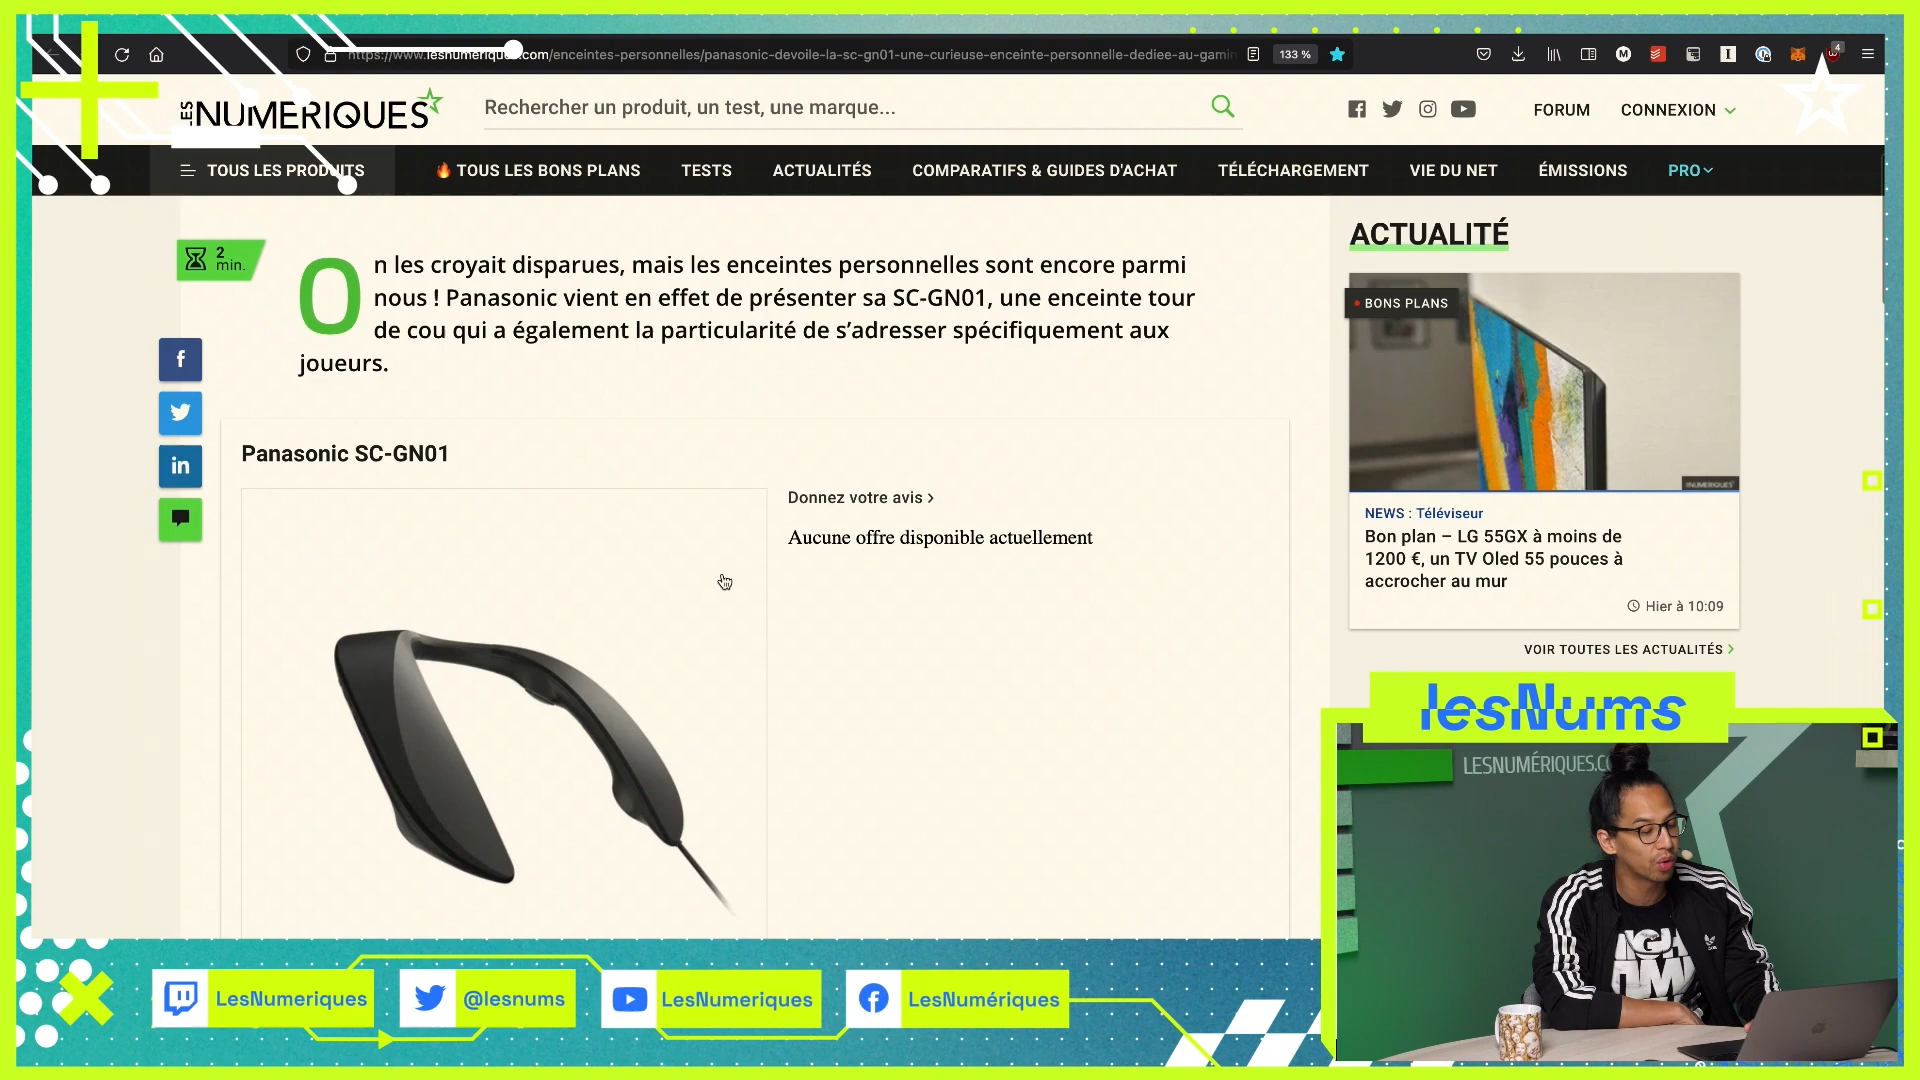 https://www.lesnumeriques.com/enceintes-personnelles/panasonic-devoile-la-sc-gn01-une-curieuse-enceinte-personnelle-dediee-au-gamin
133 %
4
LES NUMERIQUES
Rechercher un produit, un test, une marque...
FORUM
CONNEXION
TOUS LES PRODUITS
TOUS LES BONS PLANS
TESTS
ACTUALITÉS
COMPARATIFS & GUIDES D'ACHAT
TÉLÉCHARGEMENT
VIE DU NET
ÉMISSIONS
PRO
2
min.
On les croyait disparues, mais les enceintes personnelles sont encore parmi
nous ! Panasonic vient en effet de présenter sa SC-GN01, une enceinte tour
de cou qui a également la particularité de s'adresser spécifiquement aux
joueurs.
Panasonic SC-GN01
Donnez votre avis >
Aucune offre disponible actuellement
ACTUALITÉ
BONS PLANS
NEWS : Téléviseur
Bon plan – LG 55GX à moins de
1200 €, un TV Oled 55 pouces à
accrocher au mur
Hier à 10:09
VOIR TOUTES LES ACTUALITÉS >
lesNums
LESNUMÉRIQUES.CO
LesNumeriques
@lesnums
LesNumeriques
LesNumériques